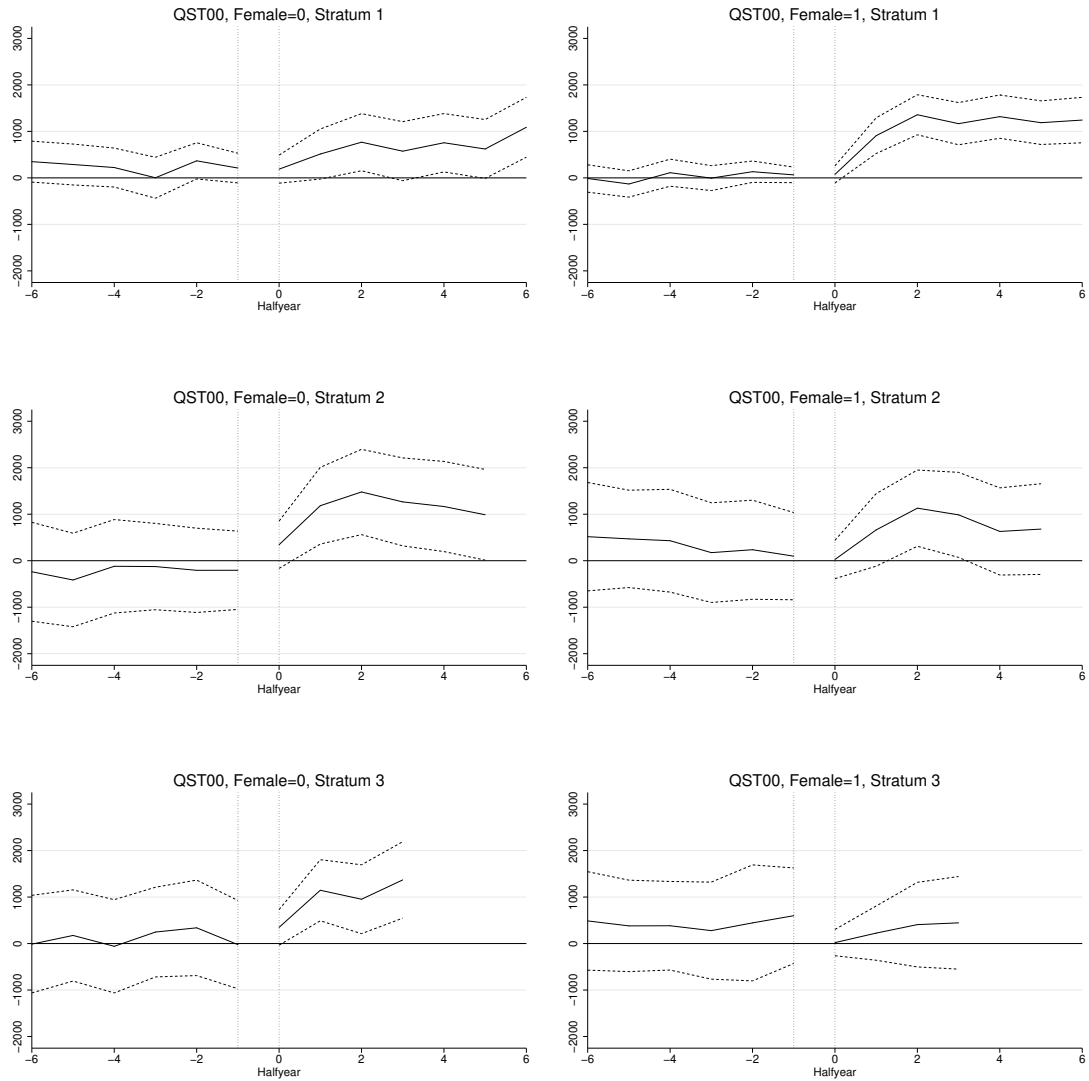 QST00, Female=0, Stratum 1
3000
2000
1000
0
−1000
−2000
−6 −4 −2 0 2 4 6
Halfyear
QST00, Female=1, Stratum 1
3000
2000
1000
0
−1000
−2000
−6 −4 −2 0 2 4 6
Halfyear
QST00, Female=0, Stratum 2
3000
2000
1000
0
−1000
−2000
−6 −4 −2 0 2 4 6
Halfyear
QST00, Female=1, Stratum 2
3000
2000
1000
0
−1000
−2000
−6 −4 −2 0 2 4 6
Halfyear
QST00, Female=0, Stratum 3
3000
2000
1000
0
−1000
−2000
−6 −4 −2 0 2 4 6
Halfyear
QST00, Female=1, Stratum 3
3000
2000
1000
0
−1000
−2000
−6 −4 −2 0 2 4 6
Halfyear